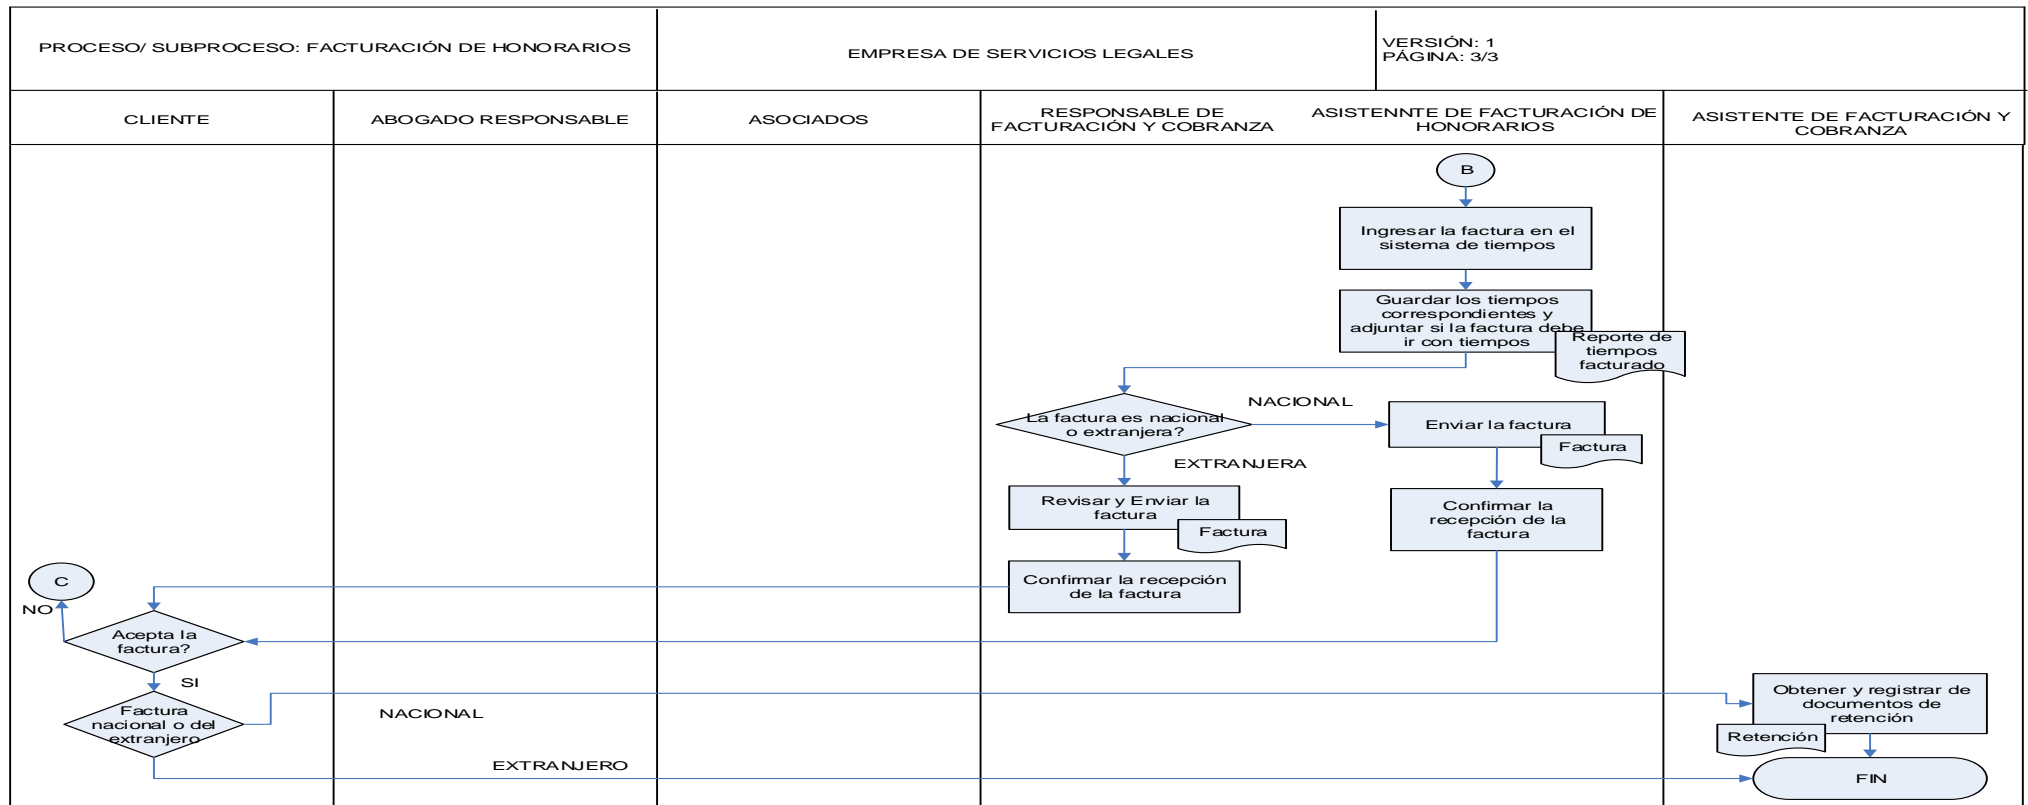 PROCESO/ SUBPROCESO: FACTURACIÓN DE HONORARIOS
EMPRESA DE SERVICIOS LEGALES
VERSIÓN: 1
PÁGINA: 3/3
CLIENTE
ABOGADO RESPONSABLE
ASOCIADOS
RESPONSABLE DE
FACTURACIÓN Y COBRANZA
ASISTENNTE DE FACTURACIÓN DE
HONORARIOS
ASISTENTE DE FACTURACIÓN Y
COBRANZA
B
Ingresar la factura en el
sistema de tiempos
Guardar los tiempos
correspondientes y
adjuntar si la factura debe
ir con tiempos
Reporte de
tiempos
facturado
La factura es nacional
o extranjera?
NACIONAL
Enviar la factura
Factura
EXTRANJERA
Revisar y Enviar la
factura
Factura
Confirmar la
recepción de la
factura
Confirmar la recepción
de la factura
C
NO
Acepta la
factura?
SI
Factura
nacional o del
extranjero
NACIONAL
EXTRANJERO
Obtener y registrar de
documentos de
retención
Retención
FIN